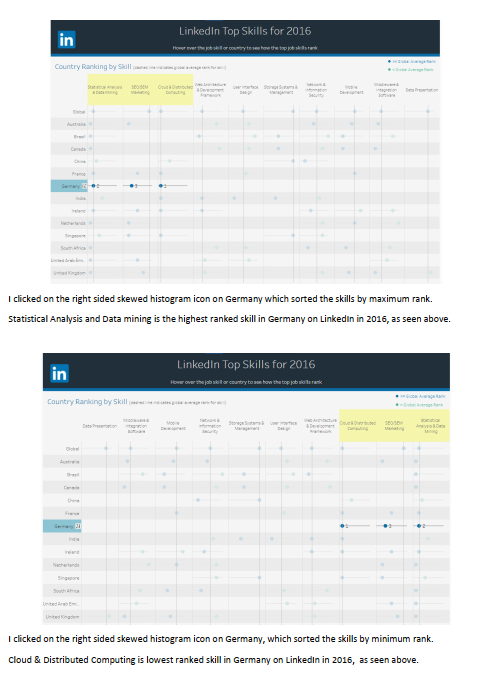 in
LinkedIn Top Skills for 2016
Hover over the job skill or country to see how the top job skills rank
Country Ranking by Skill (dashed line indicates global average rank for skill)
>= Global Average Rank
< Global Average Rank
Statistical Analysis & Data Mining
SEO/SEM Marketing
Cloud & Distributed Computing
Web Architecture & Development Framework
User Interface Design
Storage Systems & Management
Network & Information Security
Mobile Development
Middleware & Integration Software
Data Presentation
Global
Australia
Brazil
Canada
China
France
Germany
2
3
1
India
Ireland
Netherlands
Singapore
South Africa
United Arab Emi..
United Kingdom
I clicked on the right sided skewed histogram icon on Germany which sorted the skills by maximum rank.
Statistical Analysis and Data mining is the highest ranked skill in Germany on LinkedIn in 2016, as seen above.
in
LinkedIn Top Skills for 2016
Hover over the job skill or country to see how the top job skills rank
Country Ranking by Skill (dashed line indicates global average rank for skill)
>= Global Average Rank
< Global Average Rank
Data Presentation
Middleware & Integration Software
Mobile Development
Network & Information Security
Storage Systems & Management
User Interface Design
Web Architecture & Development Framework
Cloud & Distributed Computing
SEO/SEM Marketing
Statistical Analysis & Data Mining
Global
Australia
Brazil
Canada
China
France
Germany
1
3
2
India
Ireland
Netherlands
Singapore
South Africa
United Arab Emi..
United Kingdom
I clicked on the right sided skewed histogram icon on Germany, which sorted the skills by minimum rank.
Cloud & Distributed Computing is lowest ranked skill in Germany on LinkedIn in 2016, as seen above.